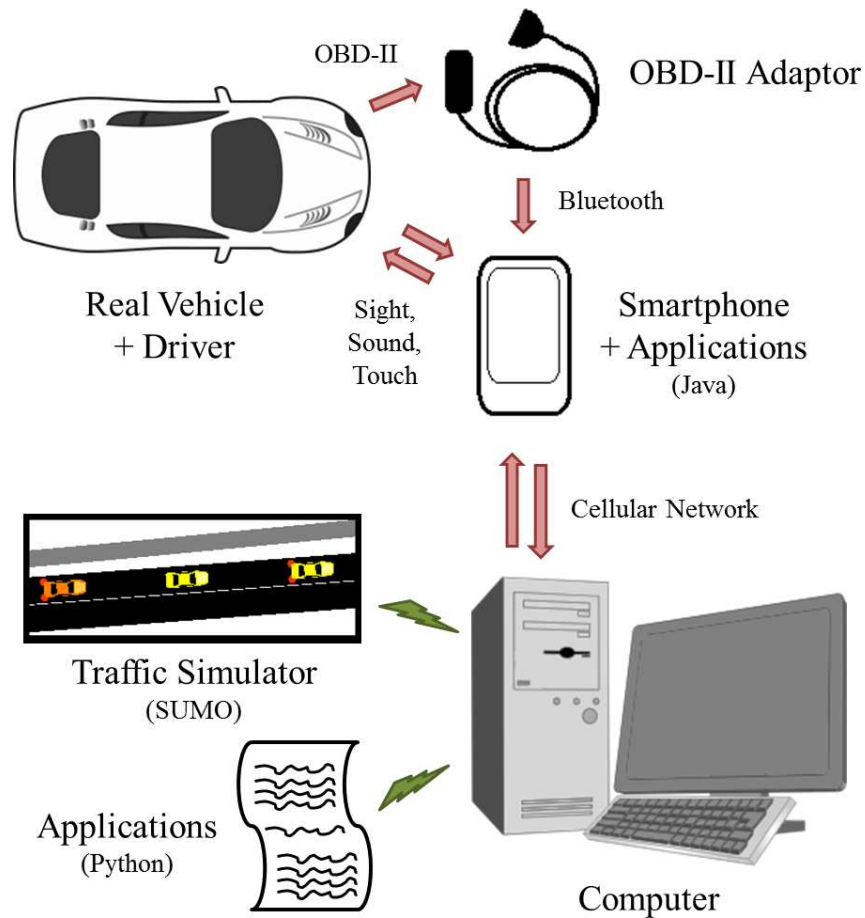 OBD-II
OBD-II Adaptor
Bluetooth
Real Vehicle
+ Driver
Sight,
Sound,
Touch
Smartphone
+ Applications
(Java)
Cellular Network
Traffic Simulator
(SUMO)
Applications
(Python)
Computer